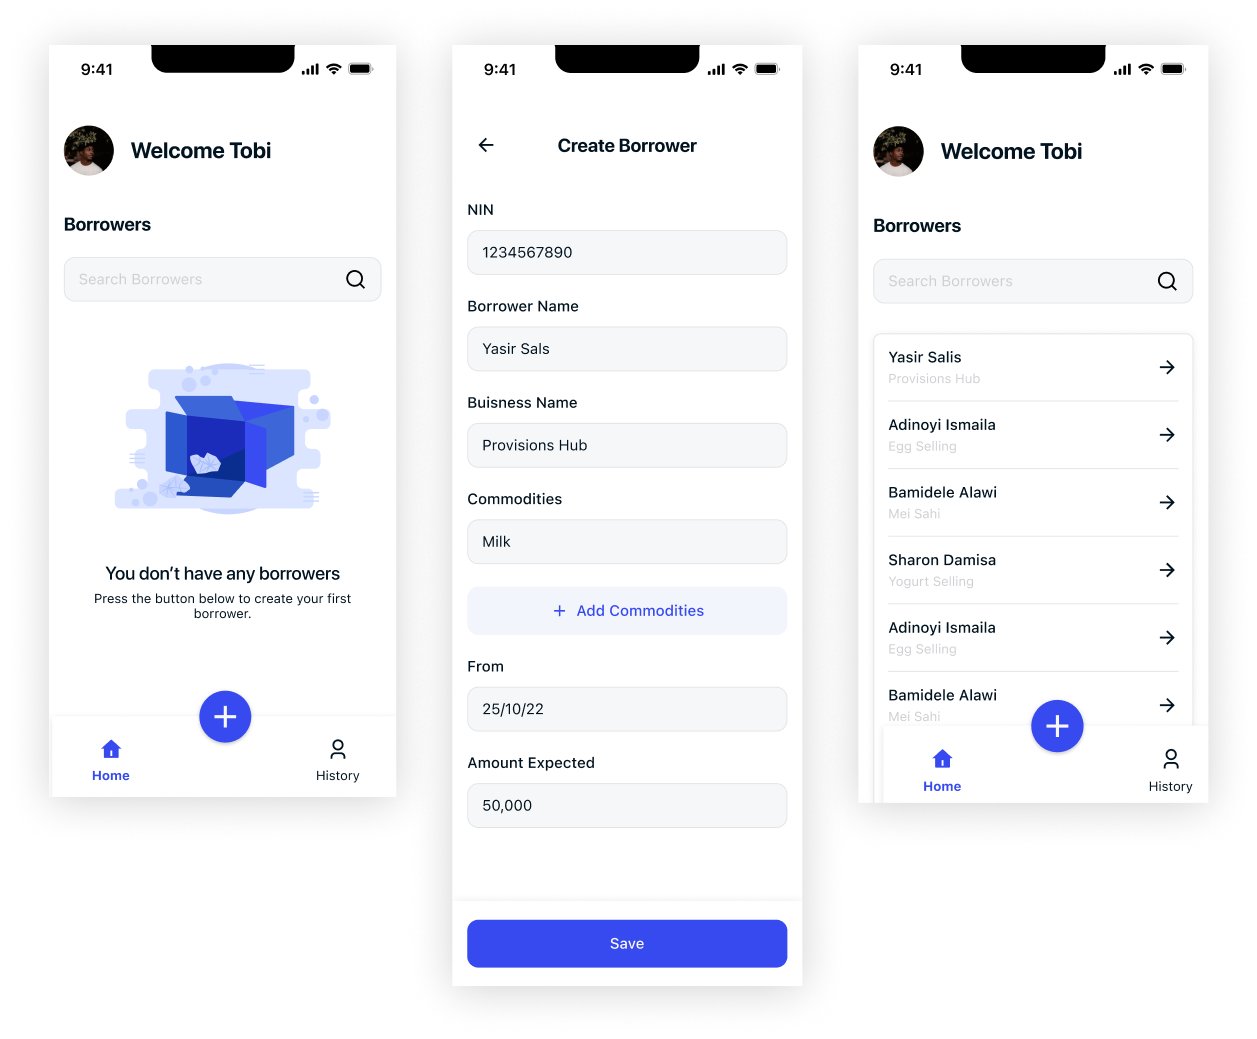 9:41
Welcome Tobi
Borrowers
Search Borrowers
You don’t have any borrowers
Press the button below to create your first
borrower.
Home
History
9:41
Create Borrower
NIN
1234567890
Borrower Name
Yasir Sals
Buisness Name
Provisions Hub
Commodities
Milk
+ Add Commodities
From
25/10/22
Amount Expected
50,000
Save
9:41
Welcome Tobi
Borrowers
Search Borrowers
Yasir Salis
Provisions Hub
Adinoyi Ismaila
Egg Selling
Bamidele Alawi
Mei Sahi
Sharon Damisa
Yogurt Selling
Adinoyi Ismaila
Egg Selling
Bamidele Alawi
Mei Sahi
Home
History